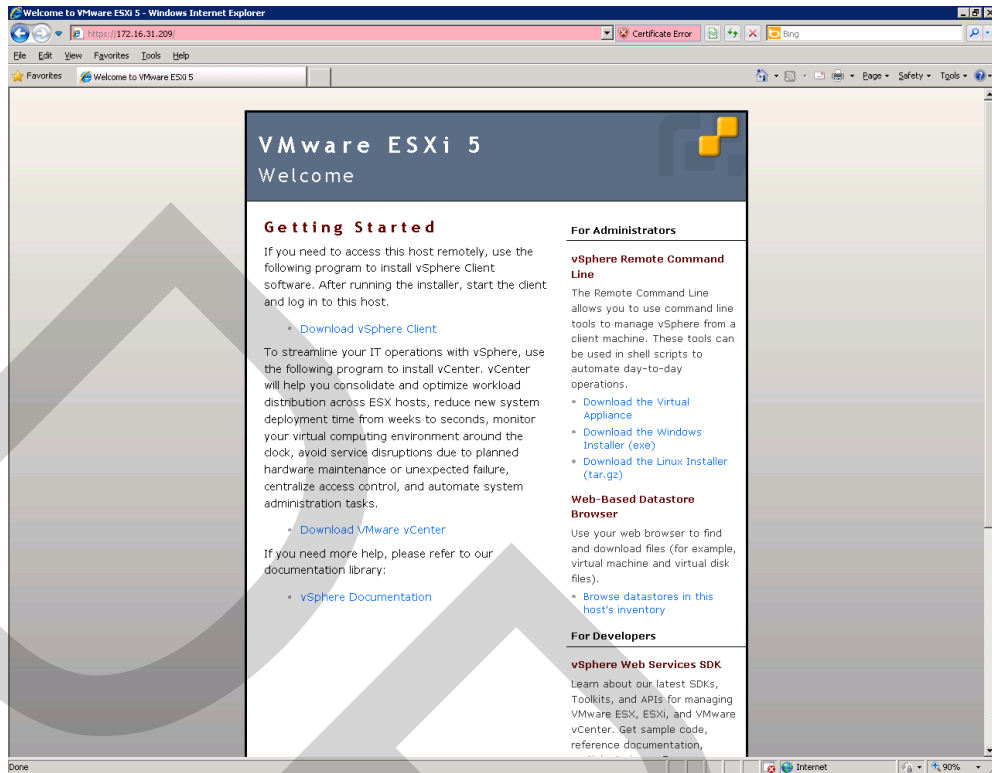 Welcome to VMware ESXi 5 - Windows Internet Explorer
https://172.16.31.209/
Certificate Error
Bing
File Edit View Favorites Tools Help
Favorites
Welcome to VMware ESXi 5
Page Safety Tools
VMware ESXi 5
Welcome
Getting Started
If you need to access this host remotely, use the
following program to install vSphere Client
software. After running the installer, start the client
and log in to this host.
Download vSphere Client
To streamline your IT operations with vSphere, use
the following program to install vCenter. vCenter
will help you consolidate and optimize workload
distribution across ESX hosts, reduce new system
deployment time from weeks to seconds, monitor
your virtual computing environment around the
clock, avoid service disruptions due to planned
hardware maintenance or unexpected failure,
centralize access control, and automate system
administration tasks.
Download VMware vCenter
If you need more help, please refer to our
documentation library:
vSphere Documentation
For Administrators
vSphere Remote Command
Line
The Remote Command Line
allows you to use command line
tools to manage vSphere from a
client machine. These tools can
be used in shell scripts to
automate day-to-day
operations.
Download the Virtual
Appliance
Download the Windows
Installer (exe)
Download the Linux Installer
(tar.gz)
Web-Based Datastore
Browser
Use your web browser to find
and download files (for example,
virtual machine and virtual disk
files).
Browse datastores in this
host's inventory
For Developers
vSphere Web Services SDK
Learn about our latest SDKs,
Toolkits, and APIs for managing
VMware ESX, ESXi, and VMware
vCenter. Get sample code,
reference documentation,
Done
Internet
90%